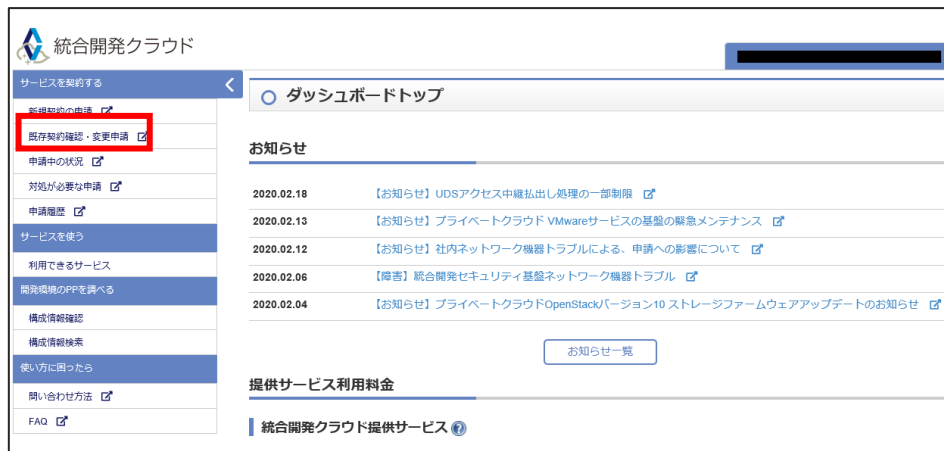 統合開発クラウド
サービスを契約する
新規契約の申請
既存契約確認・変更申請
申請中の状況
対処が必要な申請
申請履歴
サービスを使う
利用できるサービス
開発環境のPPを調べる
構成情報確認
構成情報検索
使い方に困ったら
問い合わせ方法
FAQ
ダッシュボードトップ
お知らせ
2020.02.18 【お知らせ】UDSアクセス中継払出し処理の一部制限
2020.02.13 【お知らせ】プライベートクラウド VMwareサービスの基盤の緊急メンテナンス
2020.02.12 【お知らせ】社内ネットワーク機器トラブルによる、申請への影響について
2020.02.06 【障害】統合開発セキュリティ基盤ネットワーク機器トラブル
2020.02.04 【お知らせ】プライベートクラウドOpenStackバージョン10 ストレージファームウェアアップデートのお知らせ
お知らせ一覧
提供サービス利用料金
統合開発クラウド提供サービス